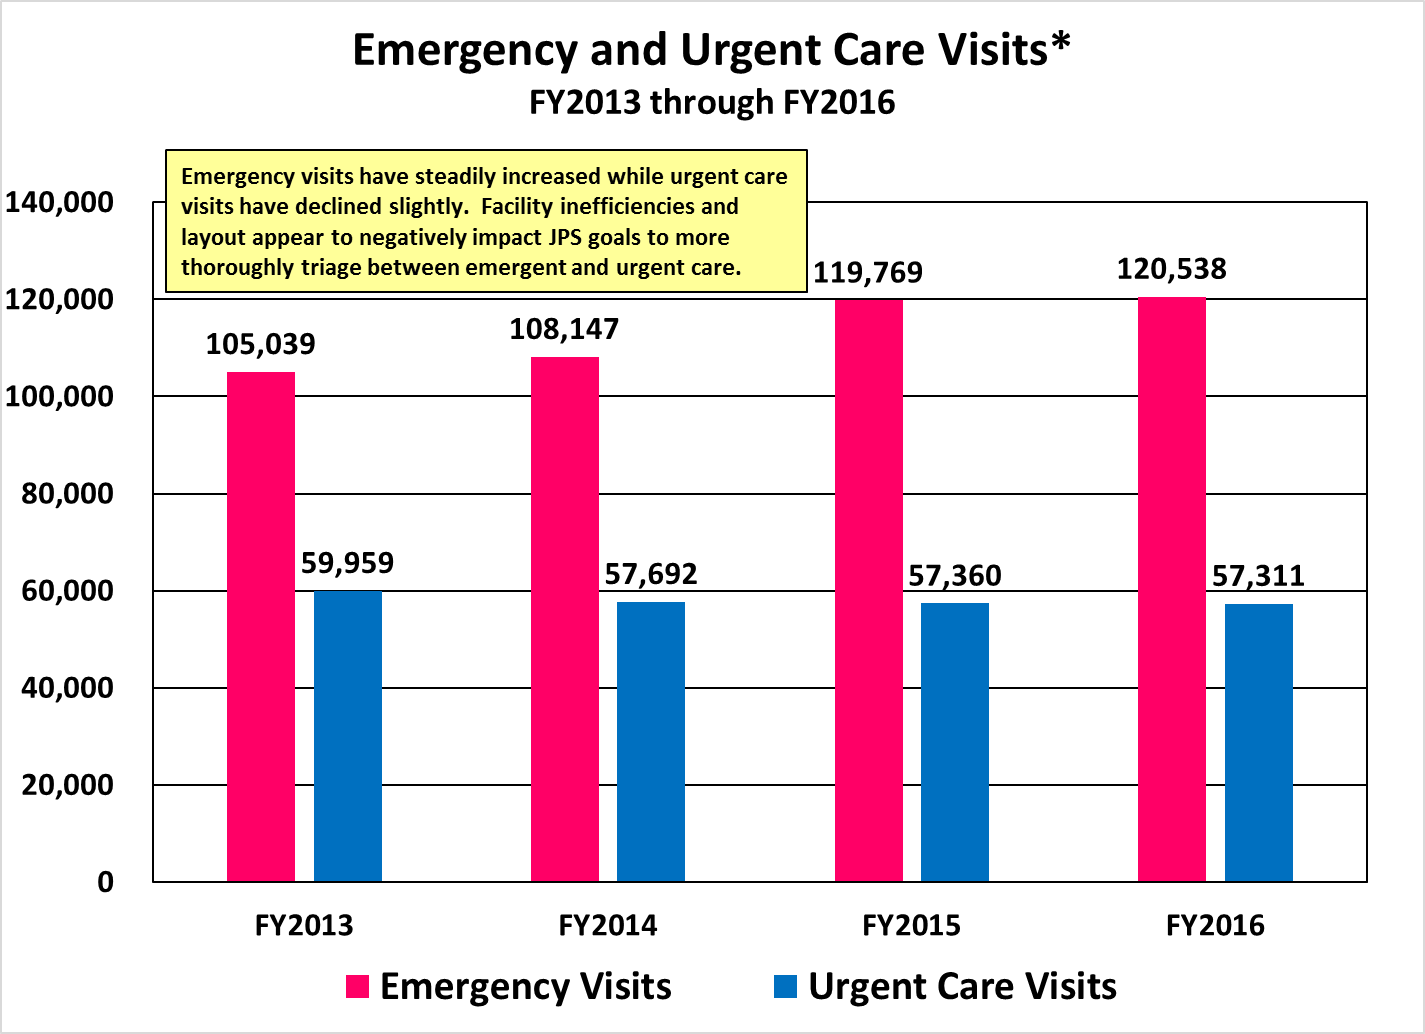 Emergency and Urgent Care Visits*
FY2013 through FY2016
Emergency visits have steadily increased while urgent care
visits have declined slightly.  Facility inefficiencies and
layout appear to negatively impact JPS goals to more
thoroughly triage between emergent and urgent care.
140,000
120,000
100,000
80,000
60,000
40,000
20,000
0
105,039
59,959
108,147
57,692
119,769
57,360
120,538
57,311
FY2013
FY2014
FY2015
FY2016
Emergency Visits
Urgent Care Visits